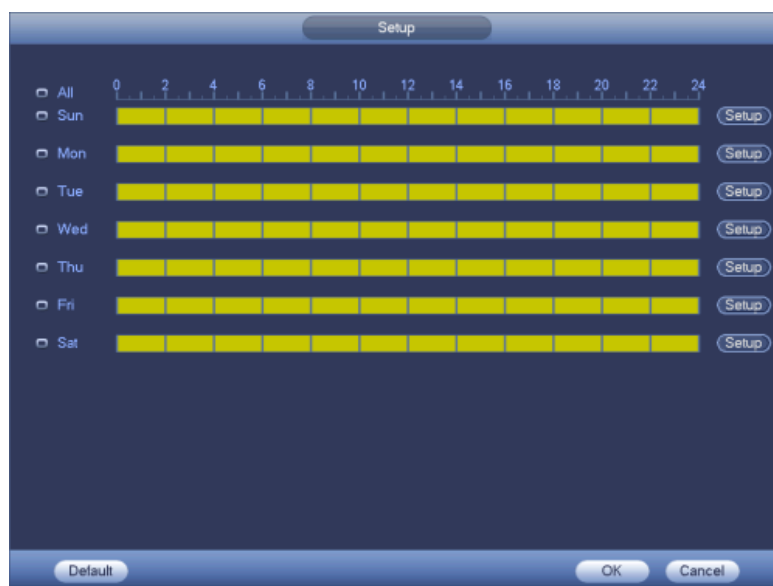 Setup
All 0 2 4 6 8 10 12 14 16 18 20 22 24
Sun Setup
Mon Setup
Tue Setup
Wed Setup
Thu Setup
Fri Setup
Sat Setup
Default OK Cancel